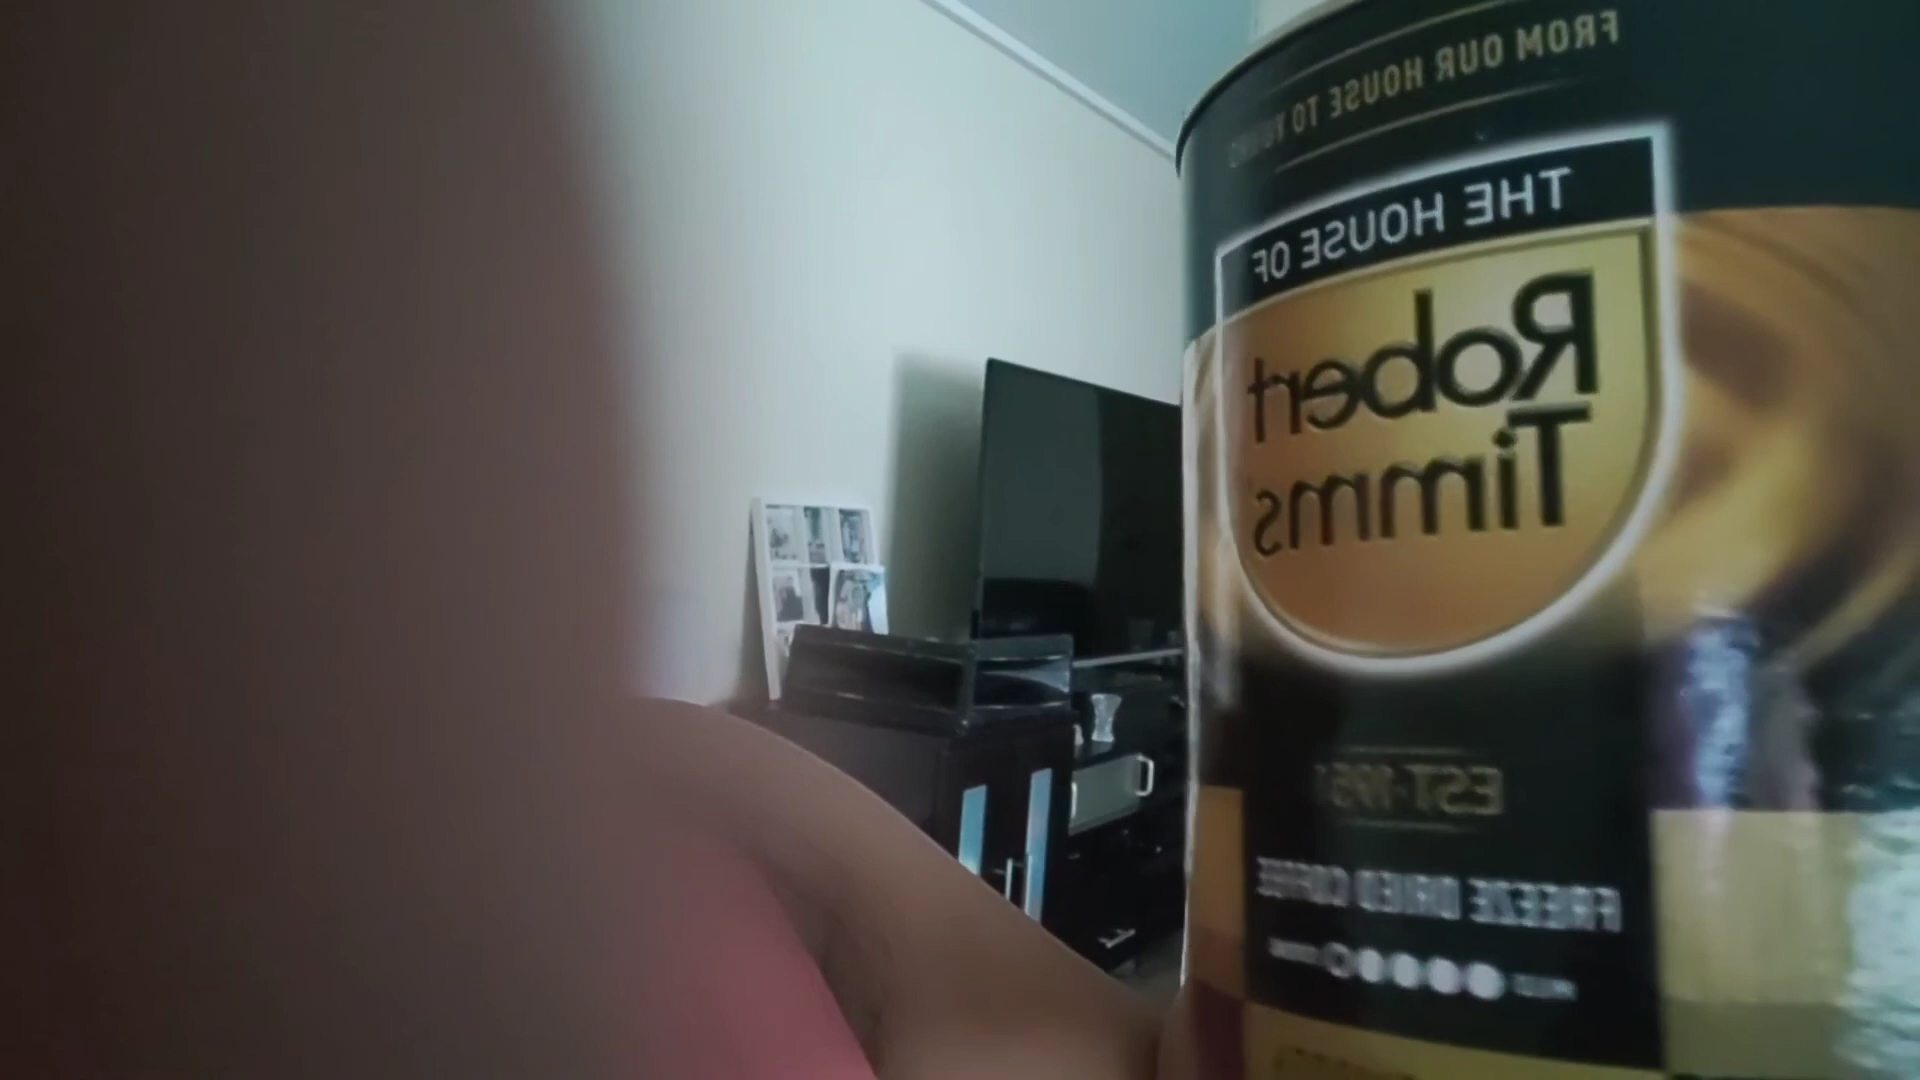 FROM OUR HOUSE TO YOURS
THE HOUSE OF
Robert
Timms
EST·1951
FREEZE DRIED COFFEE